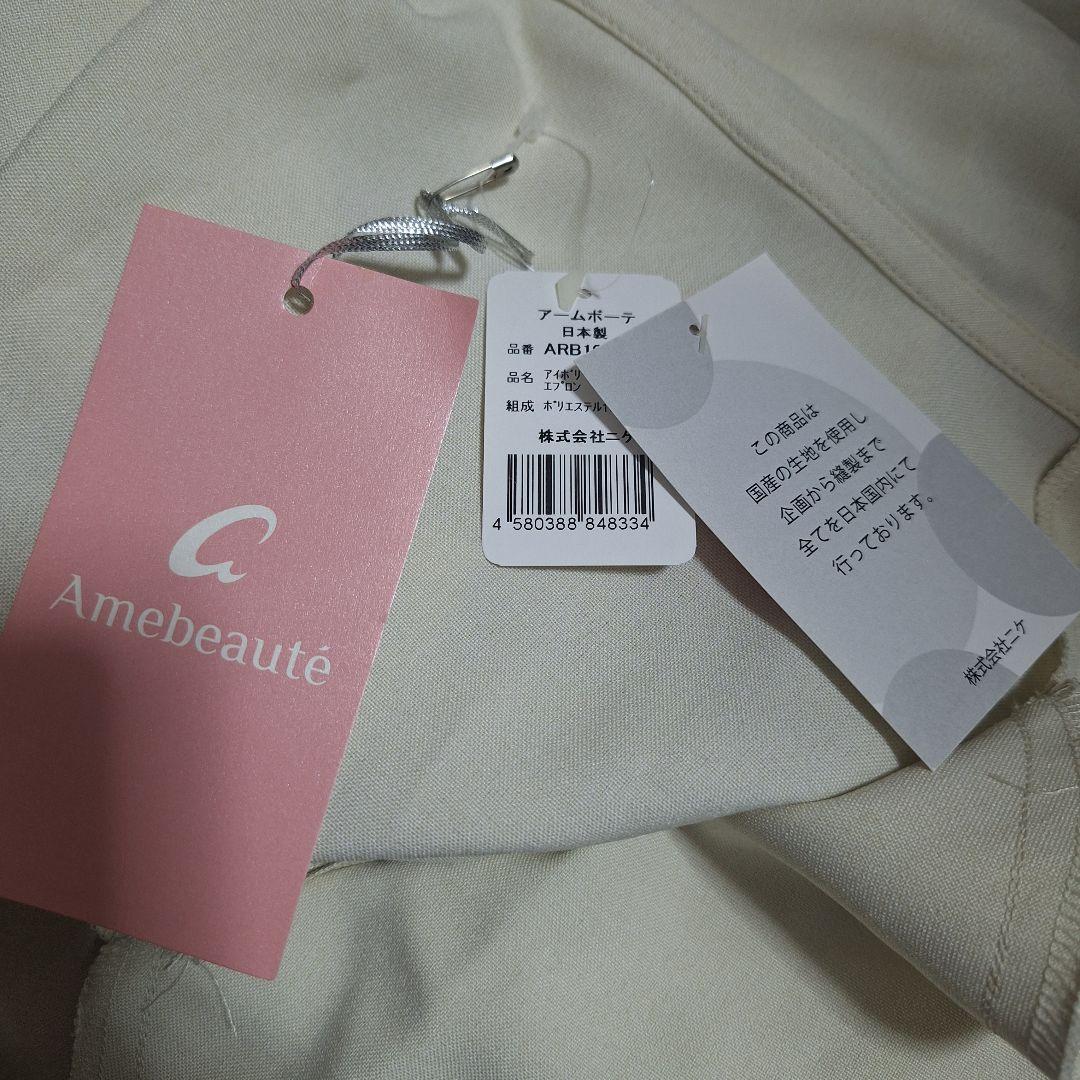 a
Amebeauté
アームボーテ
日本製
品番 ARB1
品名 アイボリ
エプロン
組成 ポリエステル1
株式会社ニケ
4 580388 848334
この商品は
国産の生地を使用し
企画から縫製まで
全てを日本国内にて
行っております。
株式会社ニケ